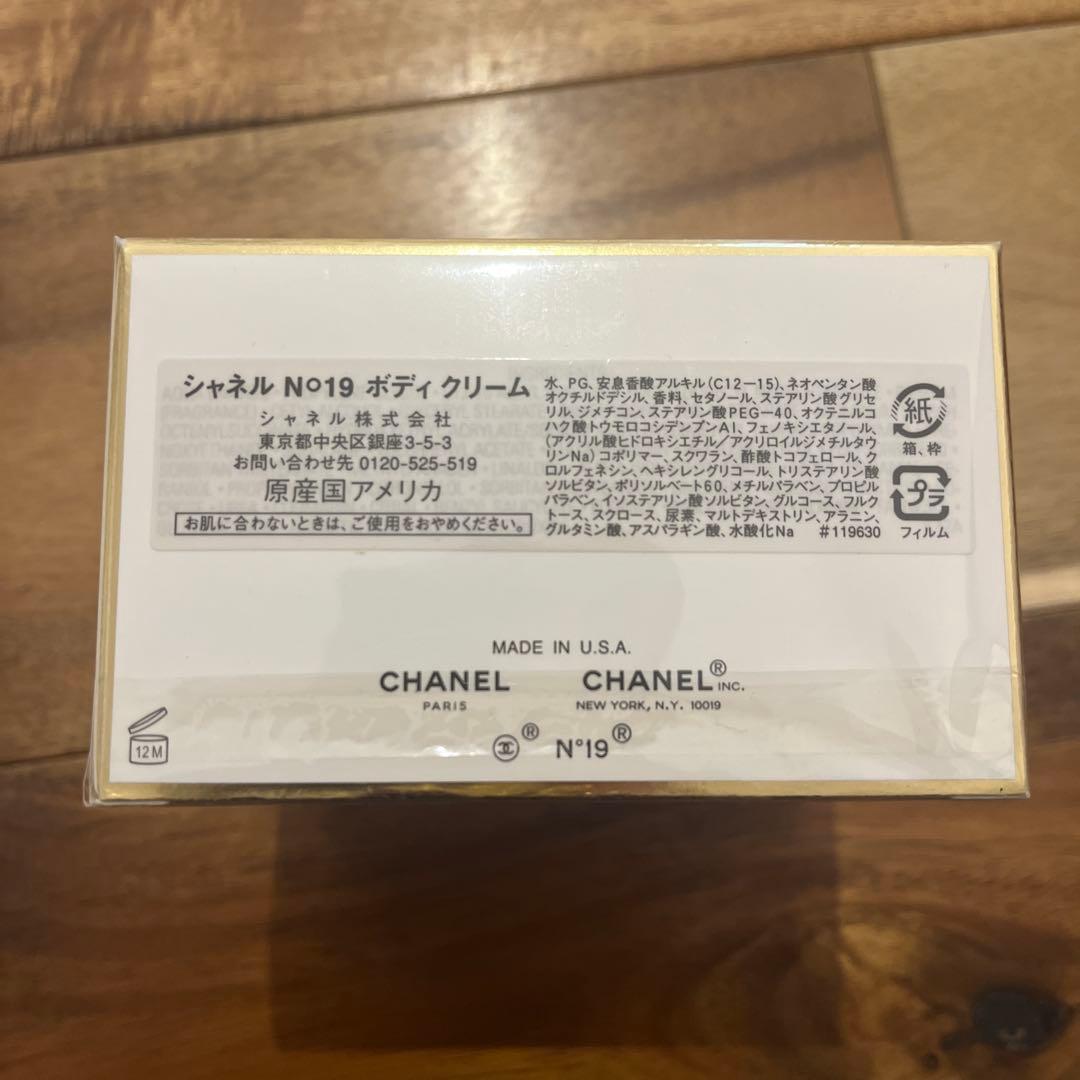 シャネル No19 ボディ クリーム
シャネル株式会社
東京都中央区銀座3-5-3
お問い合わせ先 0120-525-519
原産国アメリカ
お肌に合わないときは、ご使用をおやめください。
水、PG、安息香酸アルキル(C12ー15)、ネオペンタン酸
オクチルドデシル、香料、セタノール、ステアリン酸グリセ
リル、ジメチコン、ステアリン酸PEGー40、オクテニルコ
ハク酸トウモロコシデンプンAl、フェノキシエタノール、
(アクリル酸ヒドロキシエチル/アクリロイルジメチルタウ
リンNa)コポリマー、スクワラン、酢酸トコフェロール、ク
ロルフェネシン、ヘキシレングリコール、トリステアリン酸
ソルビタン、ポリソルベート60、メチルパラベン、プロピル
パラベン、イソステアリン酸ソルビタン、グルコース、フルク
トース、スクロース、尿素、マルトデキストリン、アラニン、
グルタミン酸、アスパラギン酸、水酸化Na #119630
紙
箱、枠
プラ
フィルム
MADE IN U.S.A.
CHANEL CHANEL® INC.
PARIS NEW YORK, N.Y. 10019
® N°19®
12M